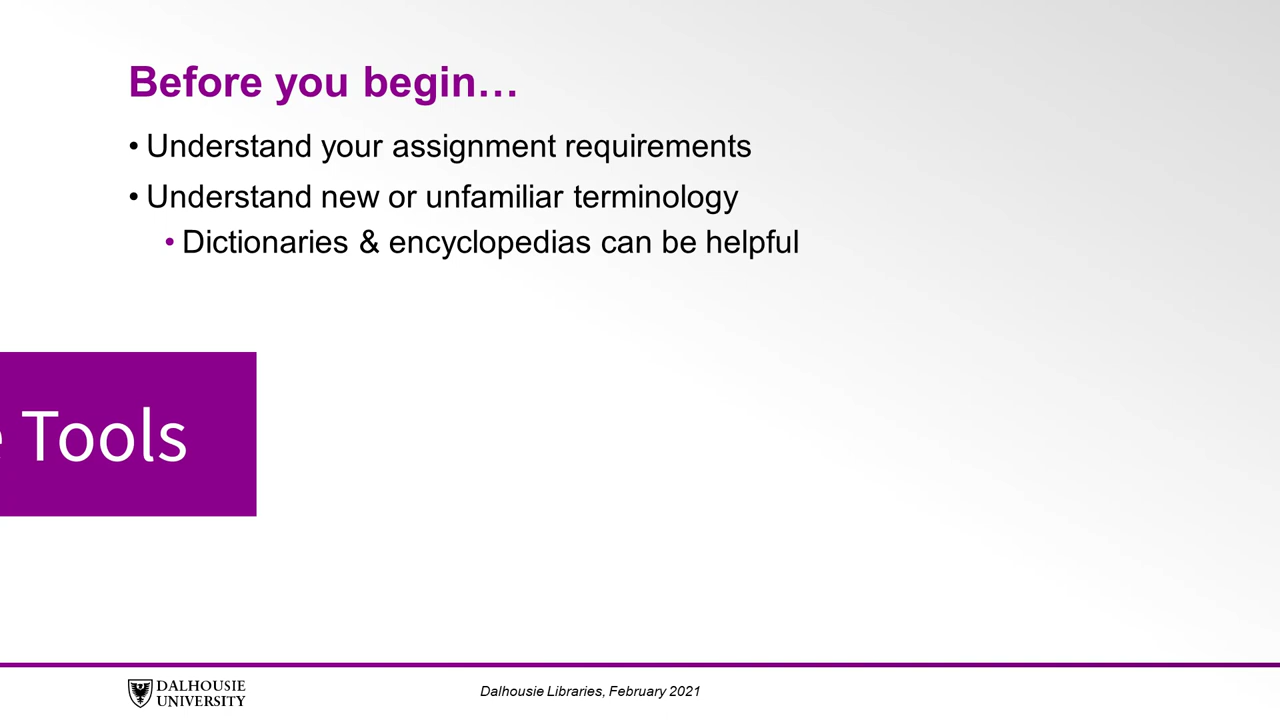 Before you begin…
• Understand your assignment requirements
• Understand new or unfamiliar terminology
• Dictionaries & encyclopedias can be helpful
Tools
DALHOUSIE
UNIVERSITY
Dalhousie Libraries, February 2021